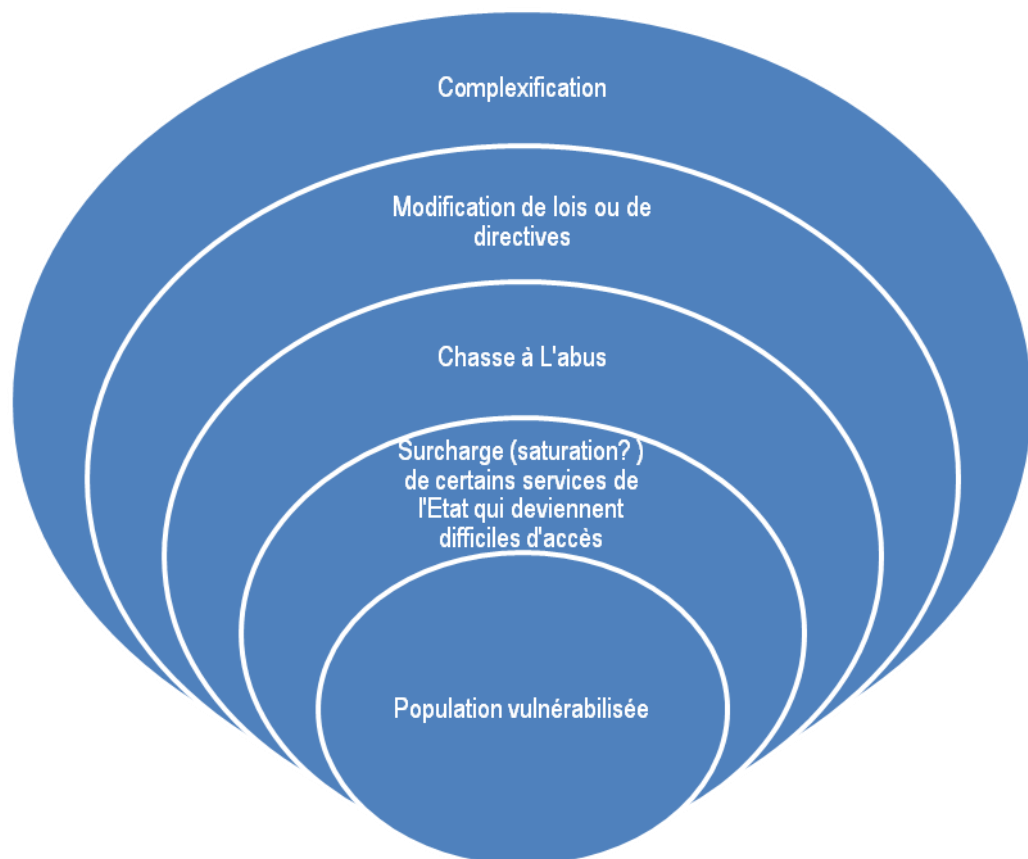 Complexification
Modification de lois ou de
directives
Chasse à L'abus
Surcharge (saturation? )
de certains services de
l'Etat qui deviennent
difficiles d'accès
Population vulnérabilisée